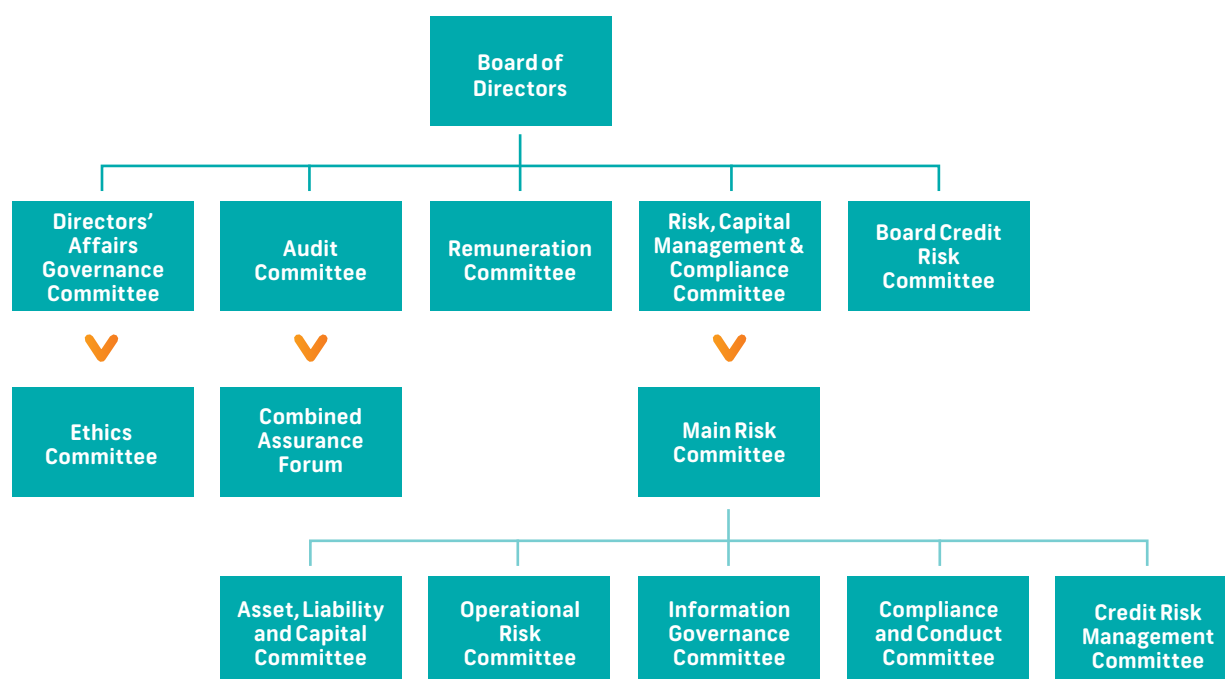 Board of
Directors
Directors’
Affairs
Governance
Committee
Audit
Committee
Remuneration
Committee
Risk, Capital
Management &
Compliance
Committee
Board Credit
Risk
Committee
Ethics
Committee
Combined
Assurance
Forum
Main Risk
Committee
Asset, Liability
and Capital
Committee
Operational
Risk
Committee
Information
Governance
Committee
Compliance
and Conduct
Committee
Credit Risk
Management
Committee